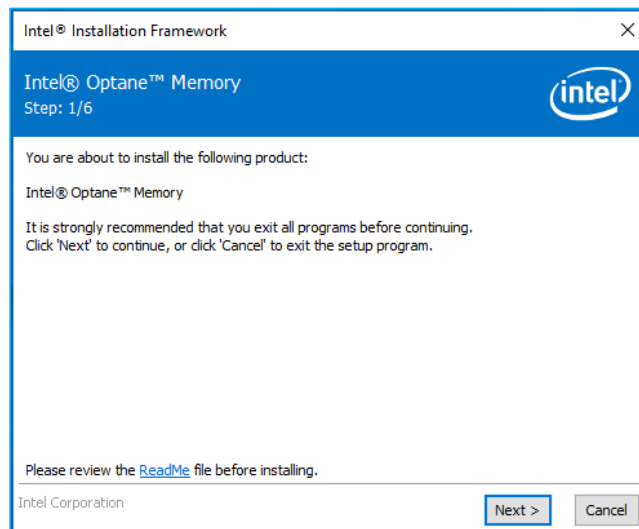 Intel® Installation Framework
Intel® Optane™ Memory
Step: 1/6
intel
You are about to install the following product:
Intel® Optane™ Memory
It is strongly recommended that you exit all programs before continuing.
Click 'Next' to continue, or click 'Cancel' to exit the setup program.
Please review the ReadMe file before installing.
Intel Corporation
Next >
Cancel